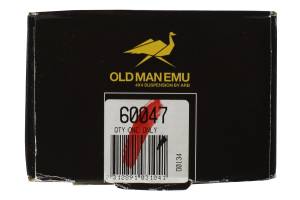 OLD MAN EMU
4X4 SUSPENSION BY ARB
60047
QTY ONE ONLY
D0134